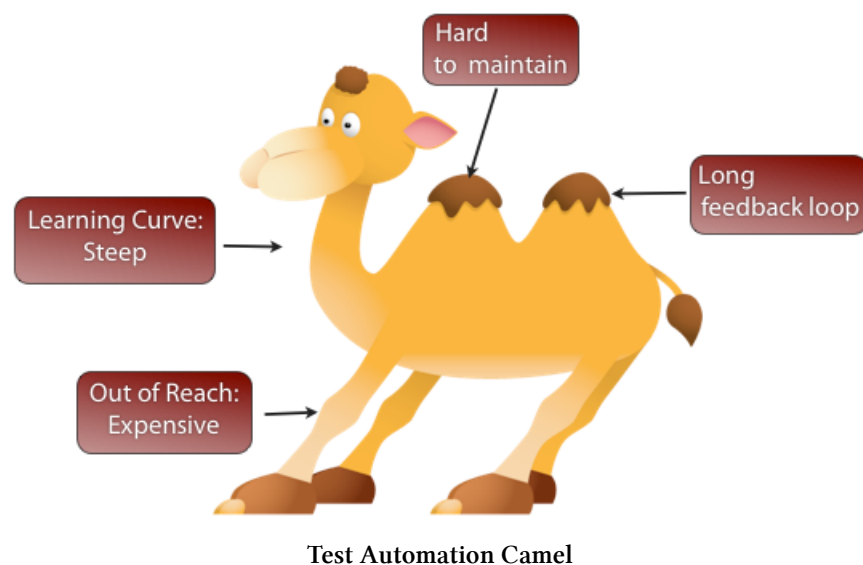 Hard
to maintain
Long
feedback loop
Learning Curve:
Steep
Out of Reach:
Expensive
Test Automation Camel